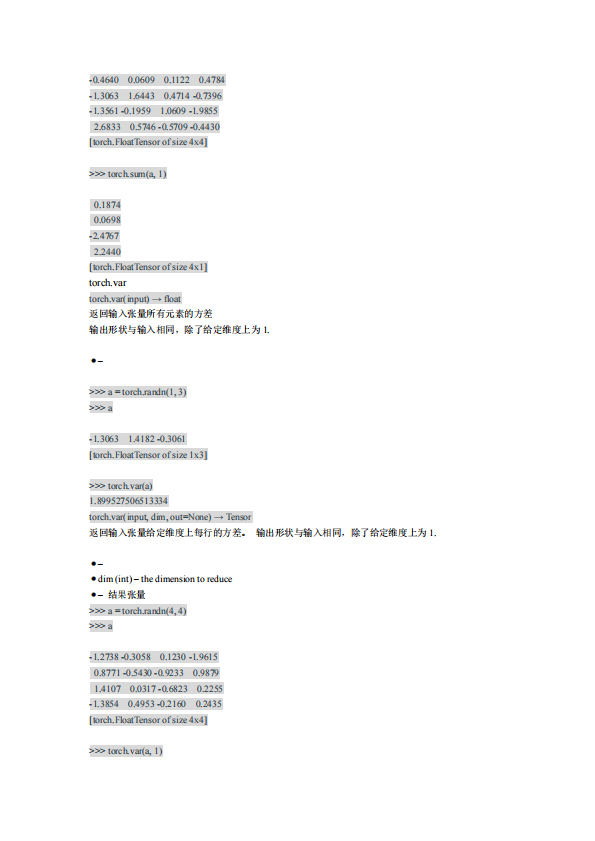 -0.4640 0.0609 0.1122 0.4784
-1.3063 1.6443 0.4714 -0.7396
-1.3561 -0.1959 1.0609 -1.9855
2.6833 0.5746 -0.5709 -0.4430
[torch.FloatTensor of size 4x4]
>>> torch.sum(a, 1)
0.1874
0.0698
-2.4767
2.2440
[torch.FloatTensor of size 4x1]
torch.var
torch.var(input) → float
返回输入张量所有元素的方差
输出形状与输入相同，除了给定维度上为 1.
● –
>>> a = torch.randn(1, 3)
>>> a
-1.3063 1.4182 -0.3061
[torch.FloatTensor of size 1x3]
>>> torch.var(a)
1.899527506513334
torch.var(input, dim, out=None) → Tensor
返回输入张量给定维度上每行的方差。 输出形状与输入相同，除了给定维度上为 1.
● –
● dim (int) – the dimension to reduce
● – 结果张量
>>> a = torch.randn(4, 4)
>>> a
-1.2738 -0.3058 0.1230 -1.9615
0.8771 -0.5430 -0.9233 0.9879
1.4107 0.0317 -0.6823 0.2255
-1.3854 0.4953 -0.2160 0.2435
[torch.FloatTensor of size 4x4]
>>> torch.var(a, 1)